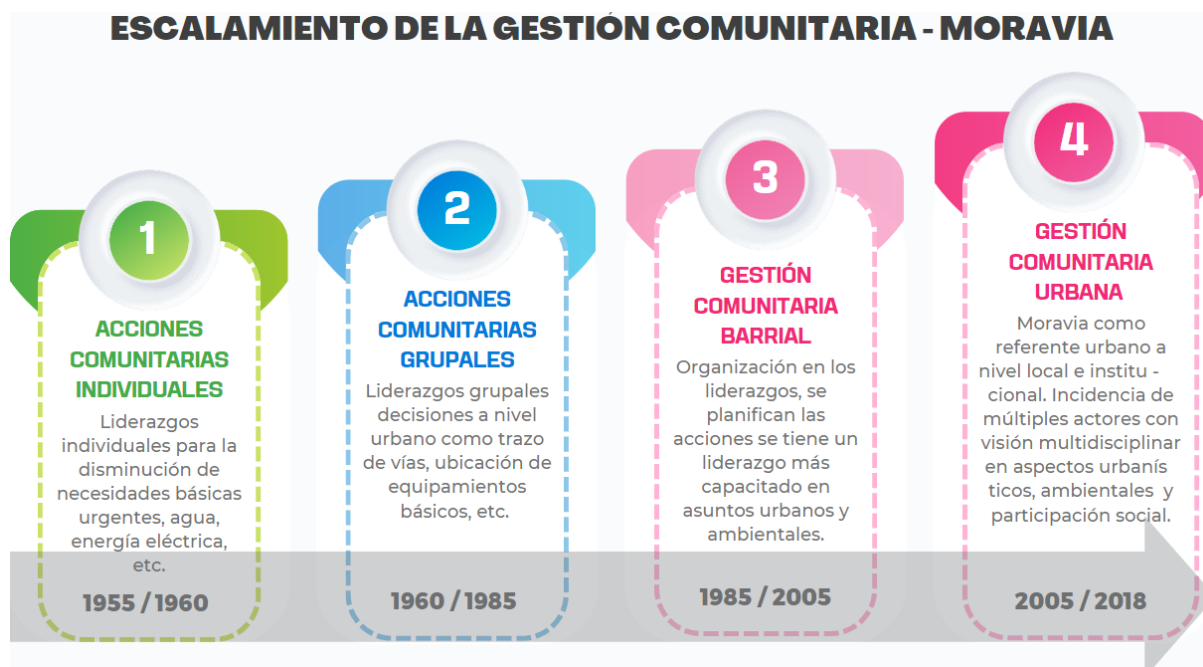 ESCALAMIENTO DE LA GESTIÓN COMUNITARIA - MORAVIA
1
ACCIONES
COMUNITARIAS
INDIVIDUALES
Liderazgos
individuales para la
disminución de
necesidades básicas
urgentes, agua,
energía eléctrica,
etc.
1955 / 1960
2
ACCIONES
COMUNITARIAS
GRUPALES
Liderazgos grupales
decisiones a nivel
urbano como trazo
de vías, ubicación de
equipamientos
básicos, etc.
1960 / 1985
3
GESTIÓN
COMUNITARIA
BARRIAL
Organización en los
liderazgos, se
planifican las
acciones se tiene un
liderazgo más
capacitado en
asuntos urbanos y
ambientales.
1985 / 2005
4
GESTIÓN
COMUNITARIA
URBANA
Moravia como
referente urbano a
nivel local e institu -
cional. Incidencia de
múltiples actores con
visión multidisciplinar
en aspectos urbanís
ticos, ambientales y
participación social.
2005 / 2018